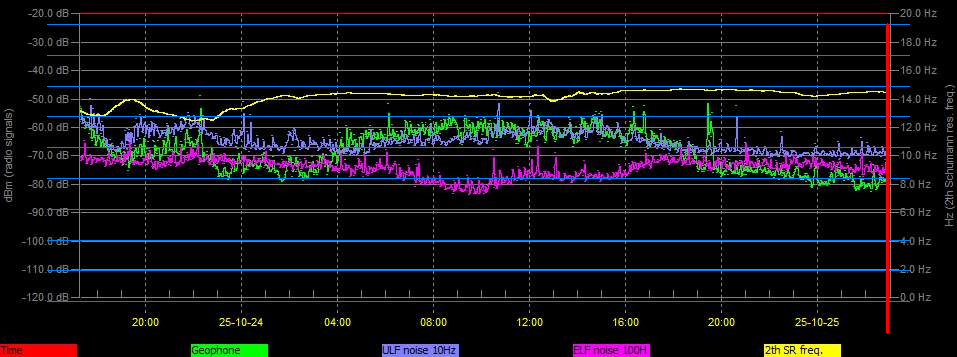 -20.0 dB 20.0 Hz
-30.0 dB 18.0 Hz
-40.0 dB 16.0 Hz
-50.0 dB 14.0 Hz
-60.0 dB 12.0 Hz
-70.0 dB 10.0 Hz
-80.0 dB 8.0 Hz
-90.0 dB 6.0 Hz
-100.0 dB 4.0 Hz
-110.0 dB 2.0 Hz
-120.0 dB 0.0 Hz
dBm (radio signals)
Hz (2th Schumann res. freq.)
20:00 25-10-24 04:00 08:00 12:00 16:00 20:00 25-10-25
Time Geophone ULF noise 10Hz ELF noise 100H 2th SR freq.